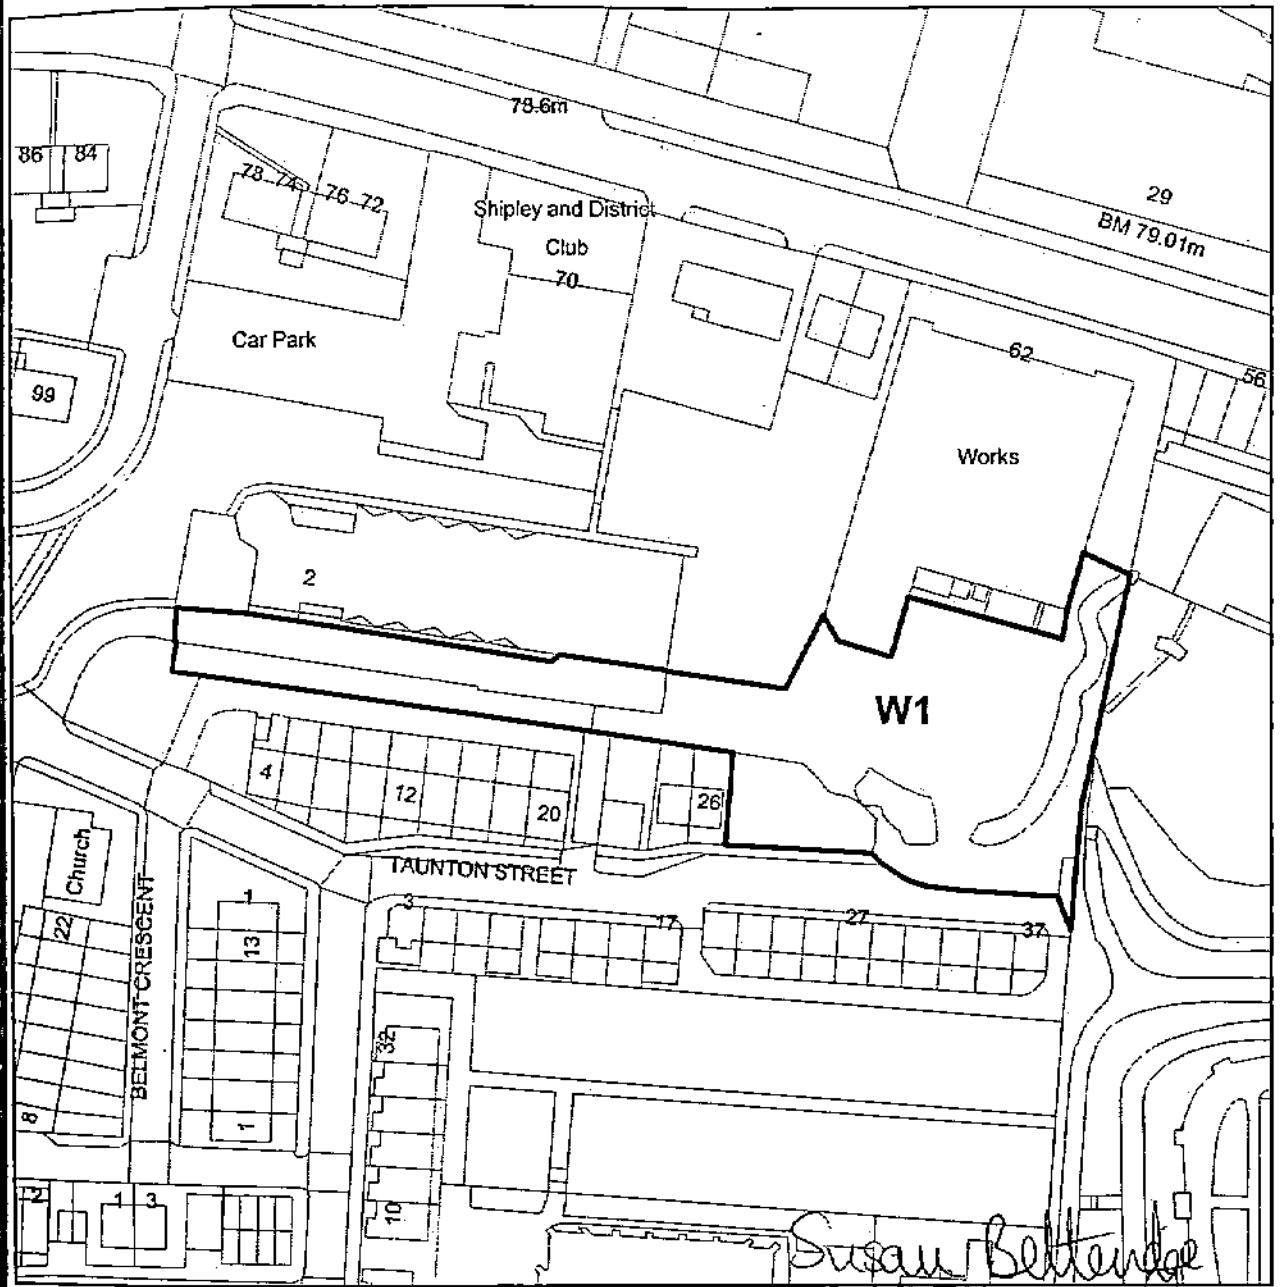 78.6m
86
84
78
74
76
72
Shipley and District
Club
70
29
BM 79.01m
Car Park
62
56
99
Works
2
W1
4
12
20
26
TAUNTON STREET
Church
22
BELMONT CRESCENT
1
13
3
17
27
37
32
8
1
2
1
3
10
Susan Betteridge